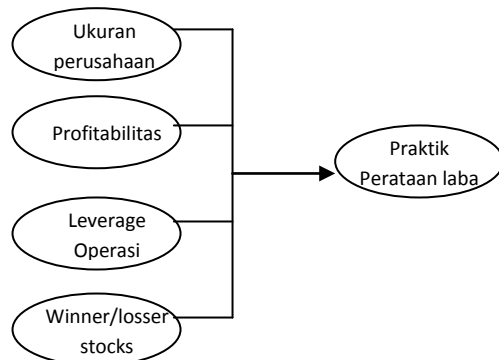 Ukuran
perusahaan
Profitabilitas
Praktik
Perataan laba
Leverage
Operasi
Winner/losser
stocks